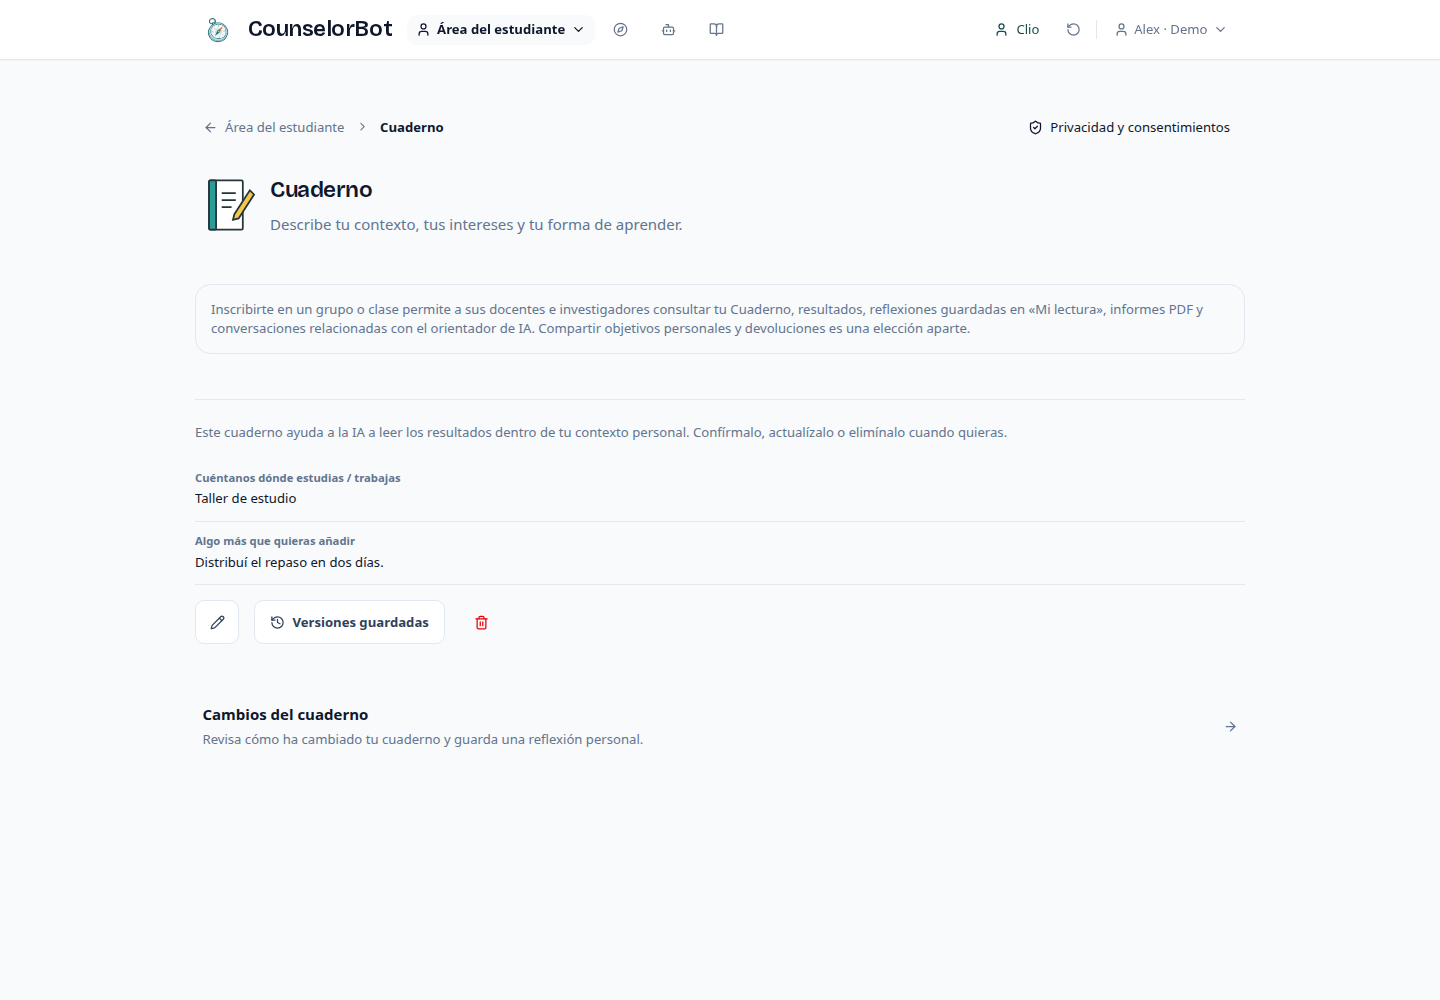 CounselorBot
Área del estudiante
Clio
Alex · Demo
Área del estudiante
Cuaderno
Privacidad y consentimientos
Cuaderno
Describe tu contexto, tus intereses y tu forma de aprender.
Inscribirte en un grupo o clase permite a sus docentes e investigadores consultar tu Cuaderno, resultados, reflexiones guardadas en «Mi lectura», informes PDF y
conversaciones relacionadas con el orientador de IA. Compartir objetivos personales y devoluciones es una elección aparte.
Este cuaderno ayuda a la IA a leer los resultados dentro de tu contexto personal. Confírmalo, actualízalo o elimínalo cuando quieras.
Cuéntanos dónde estudias / trabajas
Taller de estudio
Algo más que quieras añadir
Distribuí el repaso en dos días.
Versiones guardadas
Cambios del cuaderno
Revisa cómo ha cambiado tu cuaderno y guarda una reflexión personal.